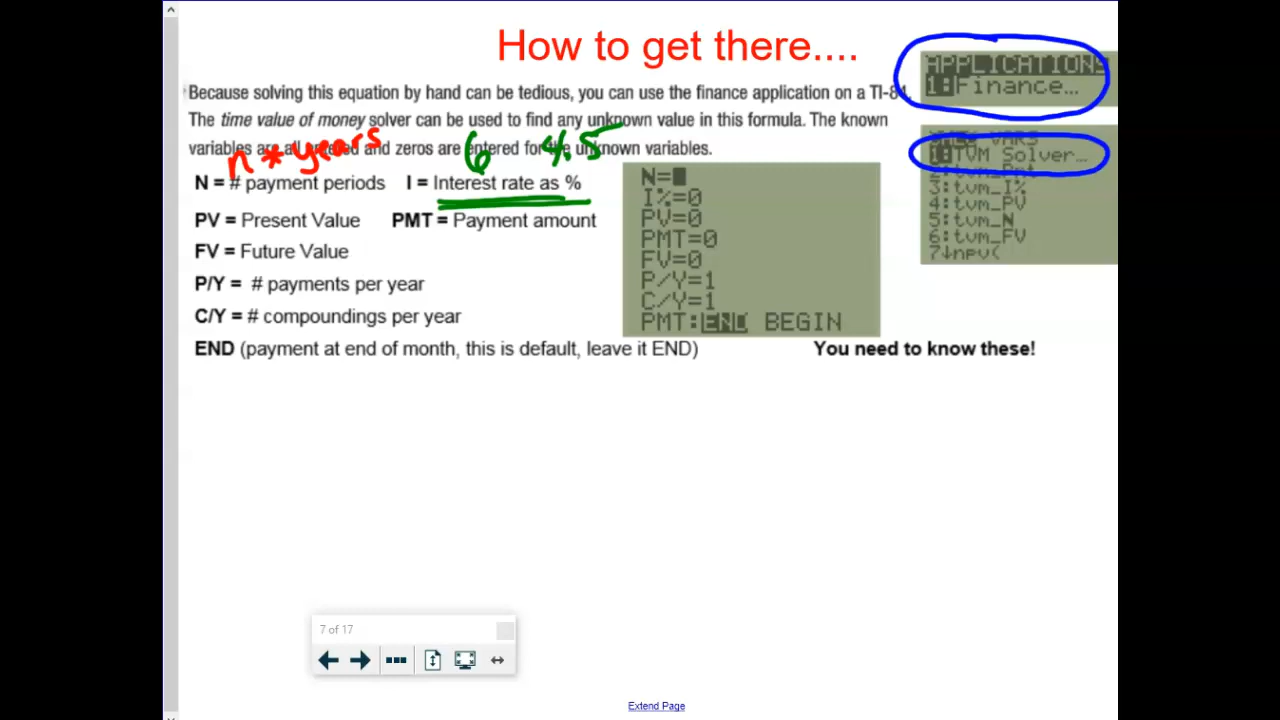 How to get there....
APPLICATIONS
1:Finance...
Because solving this equation by hand can be tedious, you can use the finance application on a TI-84.
The time value of money solver can be used to find any unknown value in this formula. The known
variables are all entered and zeros are entered for the unknown variables.
n * years
6 4.5
N = # payment periods I = Interest rate as %
PV = Present Value PMT = Payment amount
FV = Future Value
P/Y = # payments per year
C/Y = # compoundings per year
END (payment at end of month, this is default, leave it END)
N=
I%=0
PV=0
PMT=0
FV=0
P/Y=1
C/Y=1
PMT:END BEGIN
VARS
1:TVM Solver...
2:tvm_Pmt
3:tvm_I%
4:tvm_PV
5:tvm_N
6:tvm_FV
7↓npv(
You need to know these!
7 of 17
Extend Page